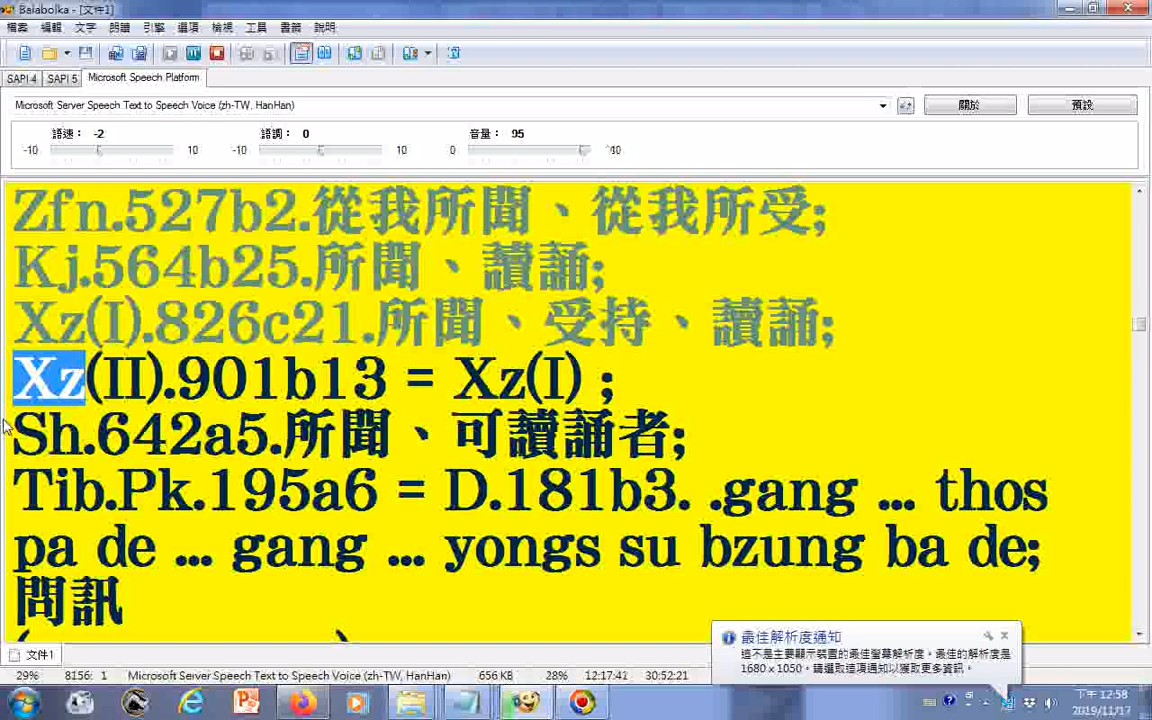 Balabolka - [文件1]
檔案 編輯 文字 朗讀 引擎 選項 檢視 工具 書籤 說明
SAPI 4 SAPI 5 Microsoft Speech Platform
Microsoft Server Speech Text to Speech Voice (zh-TW, HanHan) 關於 預設
語速： -2 語調： 0 音量： 95
-10 10 -10 10 0
Zfn.527b2.從我所聞、從我所受;
Kj.564b25.所聞、讀誦;
Xz(I).826c21.所聞、受持、讀誦;
Xz(II).901b13 = Xz(I) ;
Sh.642a5.所聞、可讀誦者;
Tib.Pk.195a6 = D.181b3. .gang ... thos
pa de ... gang ... yongs su bzung ba de;
問訊
最佳解析度通知
這不是主要顯示裝置的最佳螢幕解析度。最佳的解析度是
1680 x 1050。請選取這項通知以獲取更多資訊。
文件1
29% 8156: 1 Microsoft Server Speech Text to Speech Voice (zh-TW, HanHan) 656 KB 28% 12:17:41 30:52:21
下午 12:58
2019/11/17